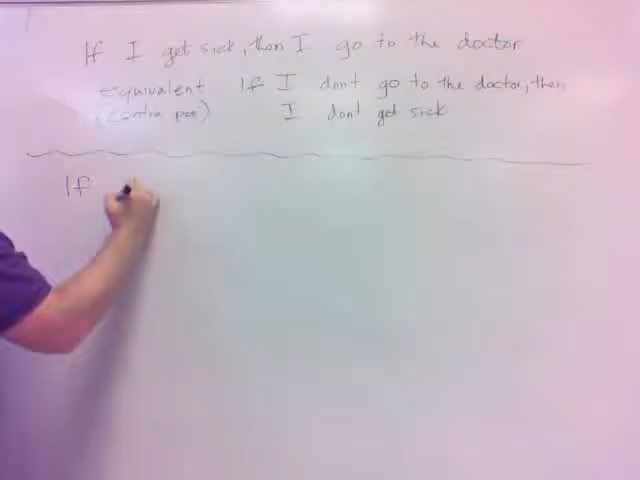 If I get sick, then I go to the doctor
equivalent If I dont go to the doctor, then
(contra pos) I dont get sick
If